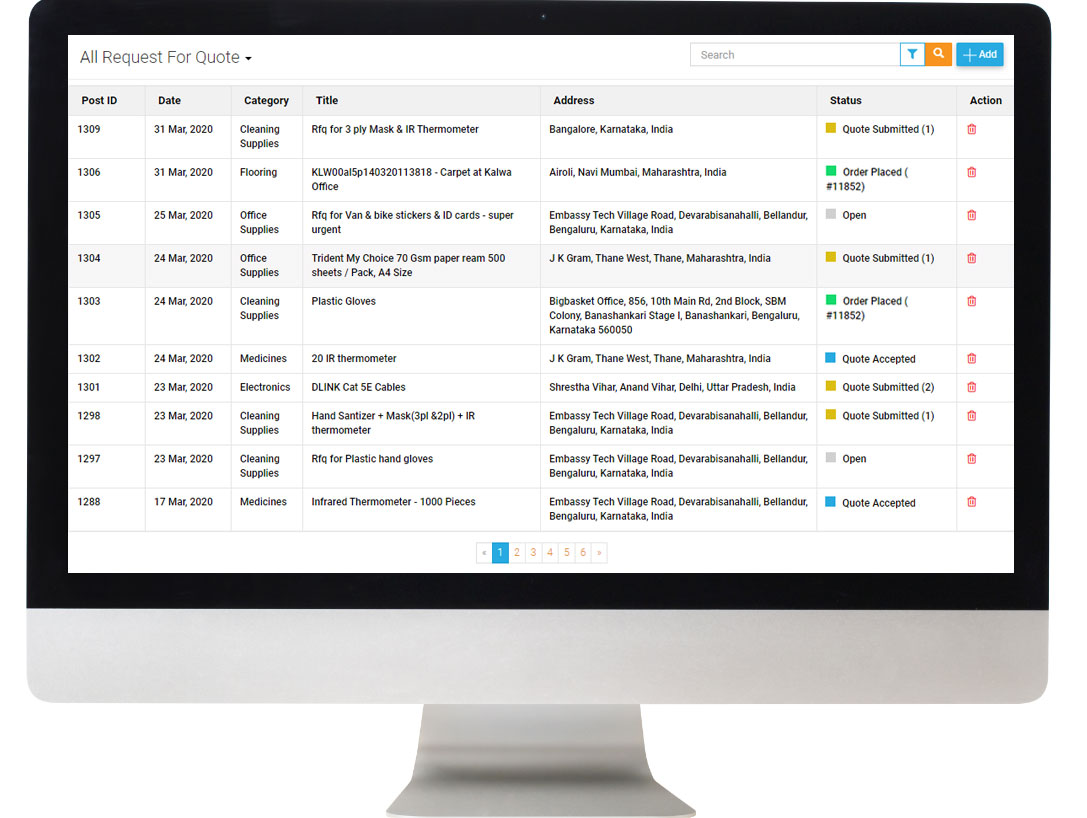 All Request For Quote
Search
Add
Post ID Date Category Title Address Status Action
1309 31 Mar, 2020 Cleaning Supplies Rfq for 3 ply Mask & IR Thermometer Bangalore, Karnataka, India Quote Submitted (1)
1306 31 Mar, 2020 Flooring KLW00al5p140320113818 - Carpet at Kalwa Office Airoli, Navi Mumbai, Maharashtra, India Order Placed ( #11852)
1305 25 Mar, 2020 Office Supplies Rfq for Van & bike stickers & ID cards - super urgent Embassy Tech Village Road, Devarabisanahalli, Bellandur, Bengaluru, Karnataka, India Open
1304 24 Mar, 2020 Office Supplies Trident My Choice 70 Gsm paper ream 500 sheets / Pack, A4 Size J K Gram, Thane West, Thane, Maharashtra, India Quote Submitted (1)
1303 24 Mar, 2020 Cleaning Supplies Plastic Gloves Bigbasket Office, 856, 10th Main Rd, 2nd Block, SBM Colony, Banashankari Stage I, Banashankari, Bengaluru, Karnataka 560050 Order Placed ( #11852)
1302 24 Mar, 2020 Medicines 20 IR thermometer J K Gram, Thane West, Thane, Maharashtra, India Quote Accepted
1301 23 Mar, 2020 Electronics DLINK Cat 5E Cables Shrestha Vihar, Anand Vihar, Delhi, Uttar Pradesh, India Quote Submitted (2)
1298 23 Mar, 2020 Cleaning Supplies Hand Santizer + Mask(3pl &2pl) + IR thermometer Embassy Tech Village Road, Devarabisanahalli, Bellandur, Bengaluru, Karnataka, India Quote Submitted (1)
1297 23 Mar, 2020 Cleaning Supplies Rfq for Plastic hand gloves Embassy Tech Village Road, Devarabisanahalli, Bellandur, Bengaluru, Karnataka, India Open
1288 17 Mar, 2020 Medicines Infrared Thermometer - 1000 Pieces Embassy Tech Village Road, Devarabisanahalli, Bellandur, Bengaluru, Karnataka, India Quote Accepted
« 1 2 3 4 5 6 »